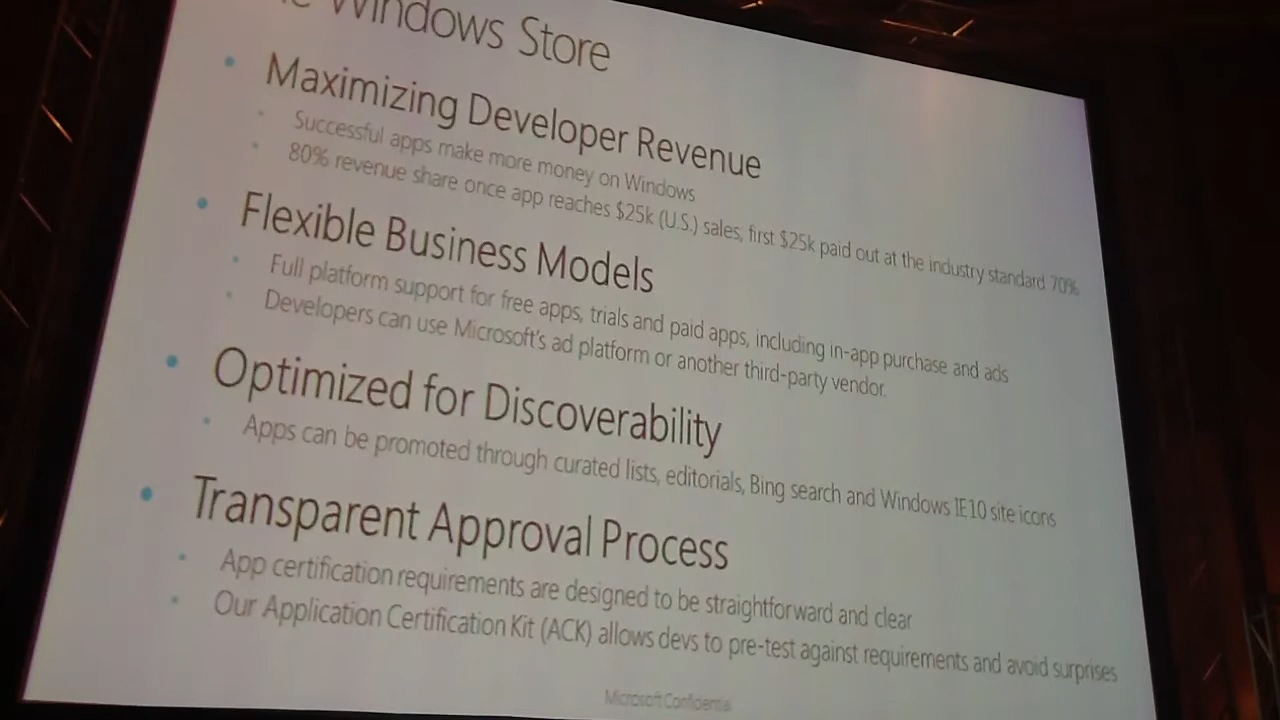 Windows Store
Maximizing Developer Revenue
Successful apps make more money on Windows
80% revenue share once app reaches $25k (U.S.) sales, first $25k paid out at the industry standard 70%
Flexible Business Models
Full platform support for free apps, trials and paid apps, including in-app purchase and ads
Developers can use Microsoft's ad platform or another third-party vendor.
Optimized for Discoverability
Apps can be promoted through curated lists, editorials, Bing search and Windows IE10 site icons
Transparent Approval Process
App certification requirements are designed to be straightforward and clear
Our Application Certification Kit (ACK) allows devs to pre-test against requirements and avoid surprises
Microsoft Confidential